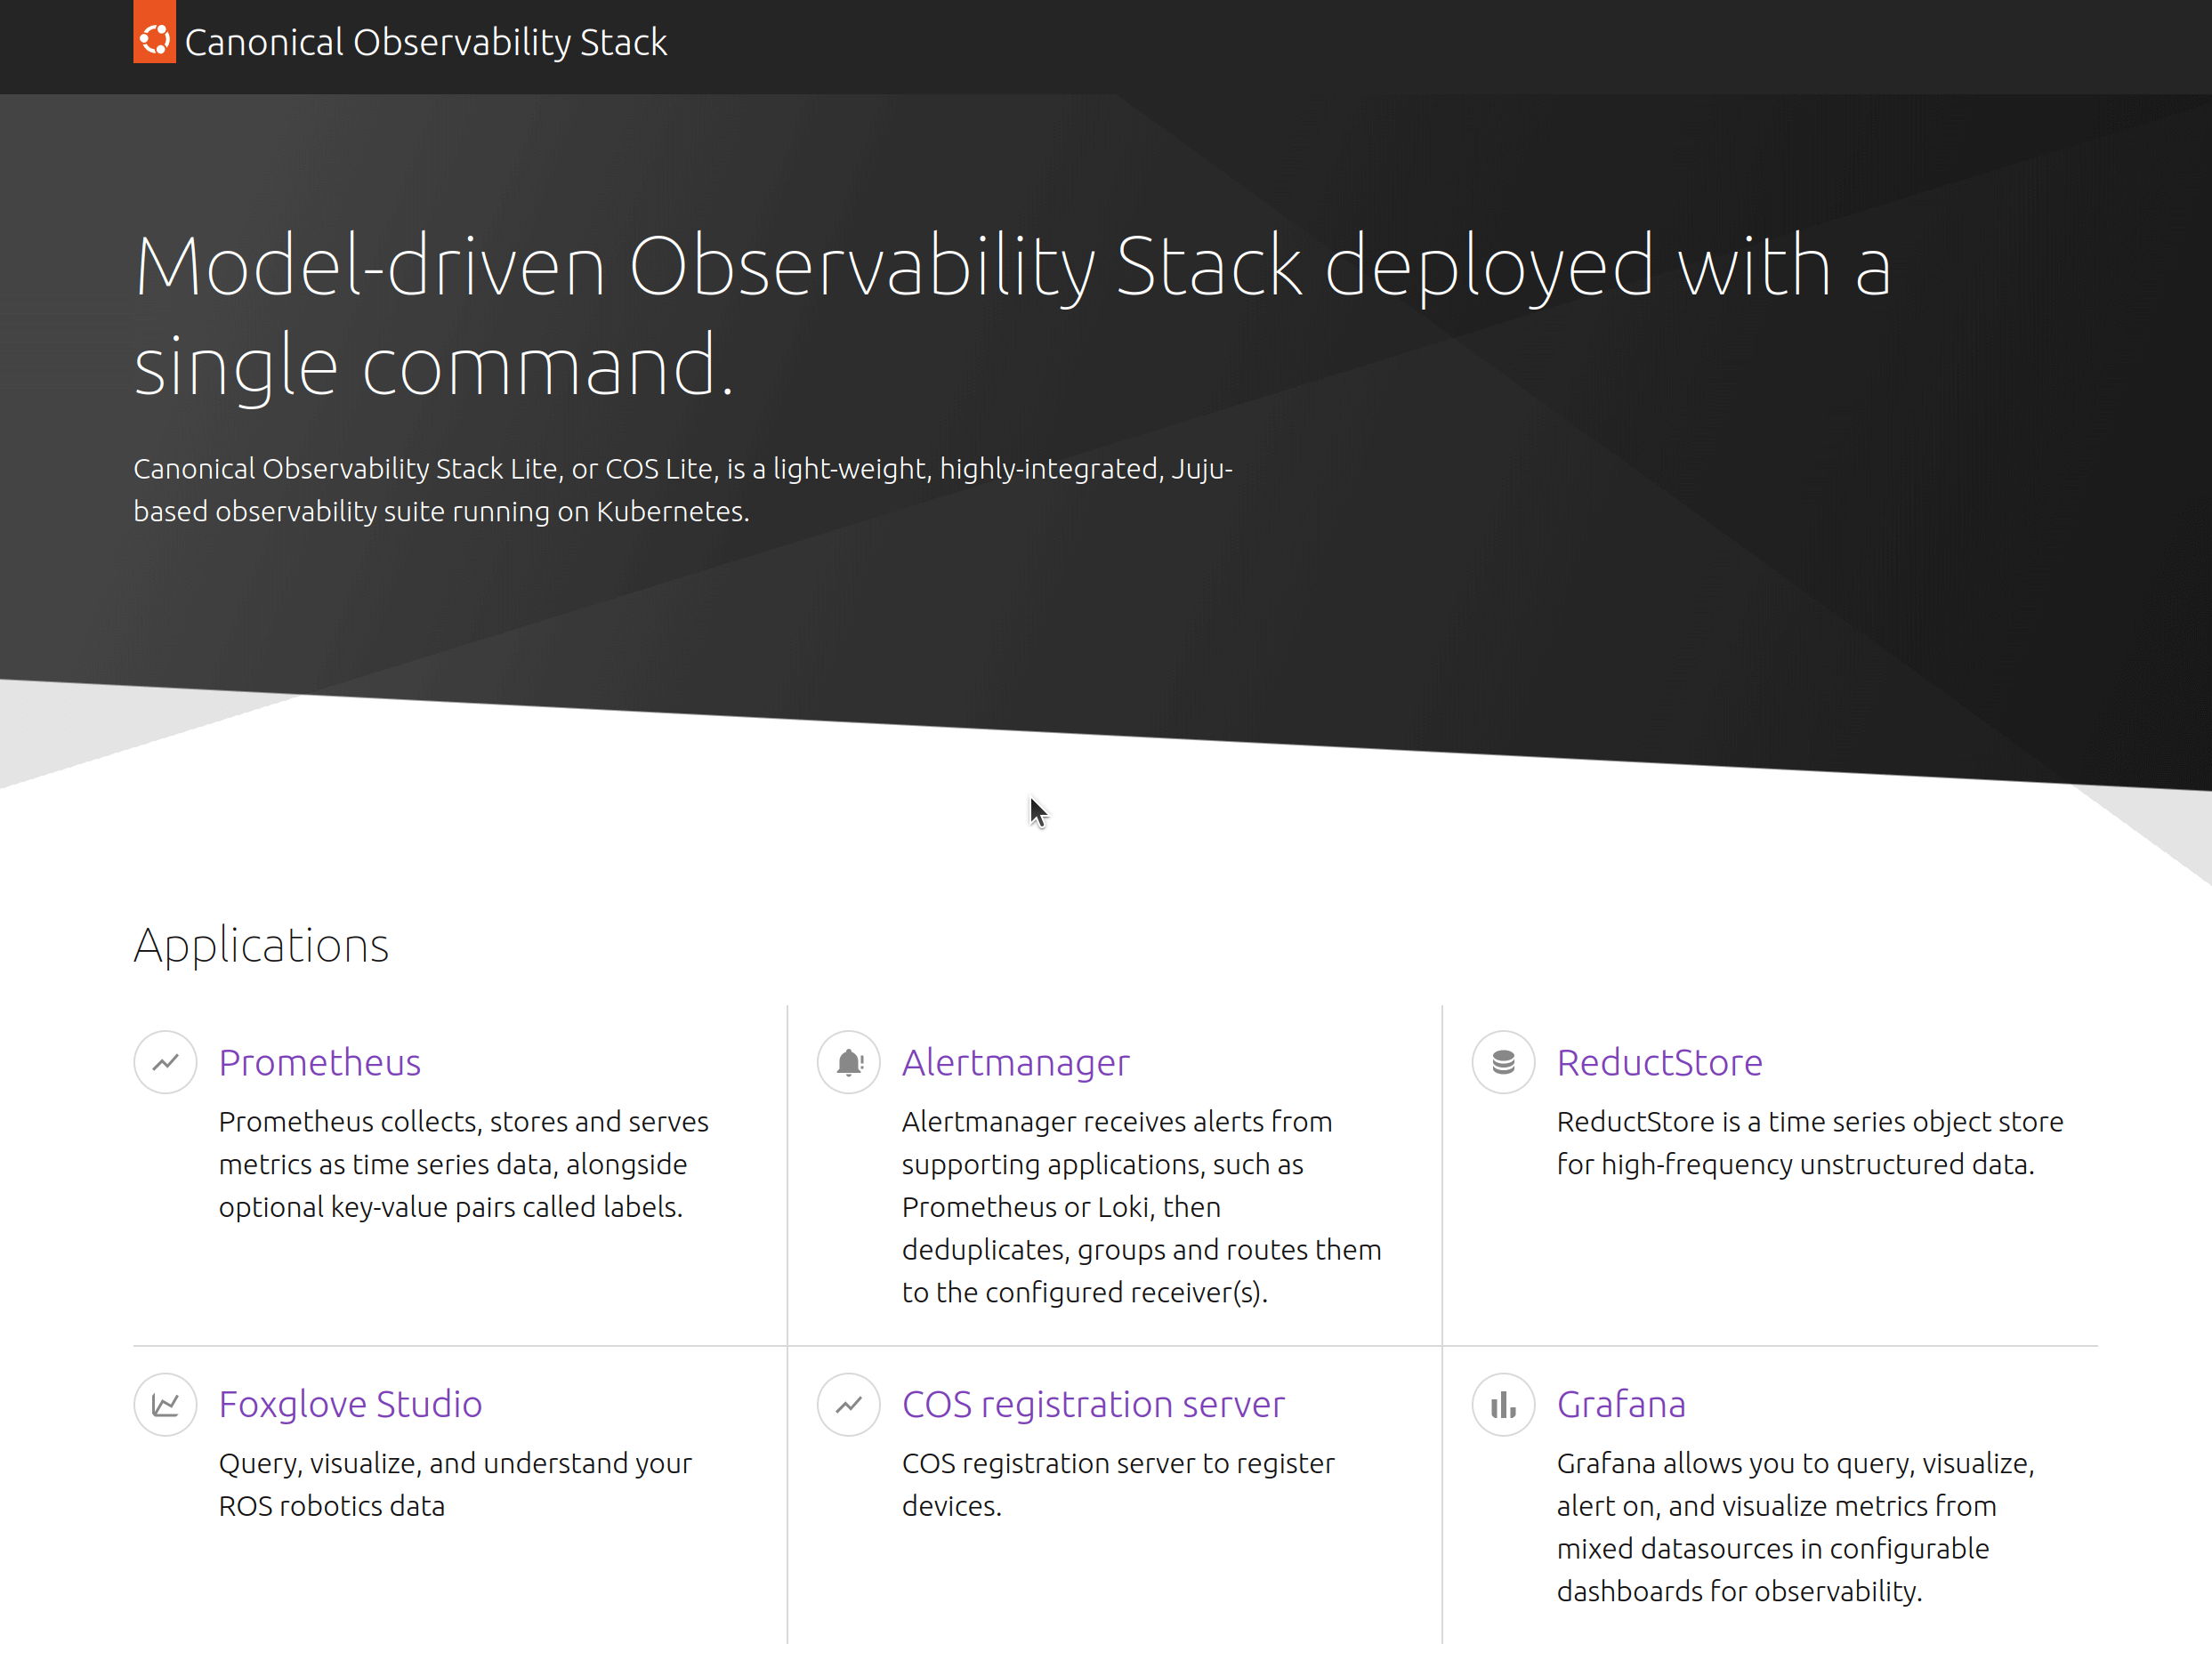 Canonical Observability Stack
Model-driven Observability Stack deployed with a
single command.
Canonical Observability Stack Lite, or COS Lite, is a light-weight, highly-integrated, Juju-
based observability suite running on Kubernetes.
Applications
Prometheus
Prometheus collects, stores and serves
metrics as time series data, alongside
optional key-value pairs called labels.
Alertmanager
Alertmanager receives alerts from
supporting applications, such as
Prometheus or Loki, then
deduplicates, groups and routes them
to the configured receiver(s).
ReductStore
ReductStore is a time series object store
for high-frequency unstructured data.
Foxglove Studio
Query, visualize, and understand your
ROS robotics data
COS registration server
COS registration server to register
devices.
Grafana
Grafana allows you to query, visualize,
alert on, and visualize metrics from
mixed datasources in configurable
dashboards for observability.